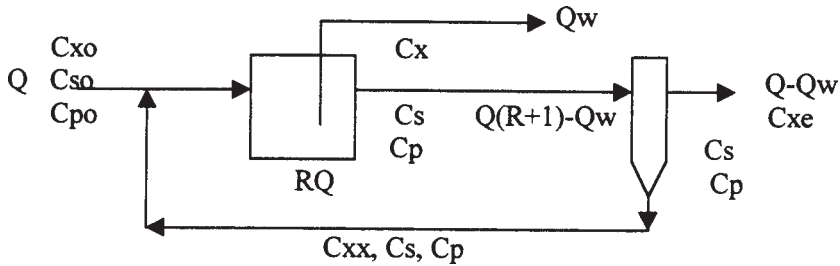 Qw
Cxo
Cx
Q
Cso
Q-Qw
Cpo
Cxe
Cs
Q(R+1)-Qw
Cp
Cs
Cp
RQ
Cxx, Cs, Cp